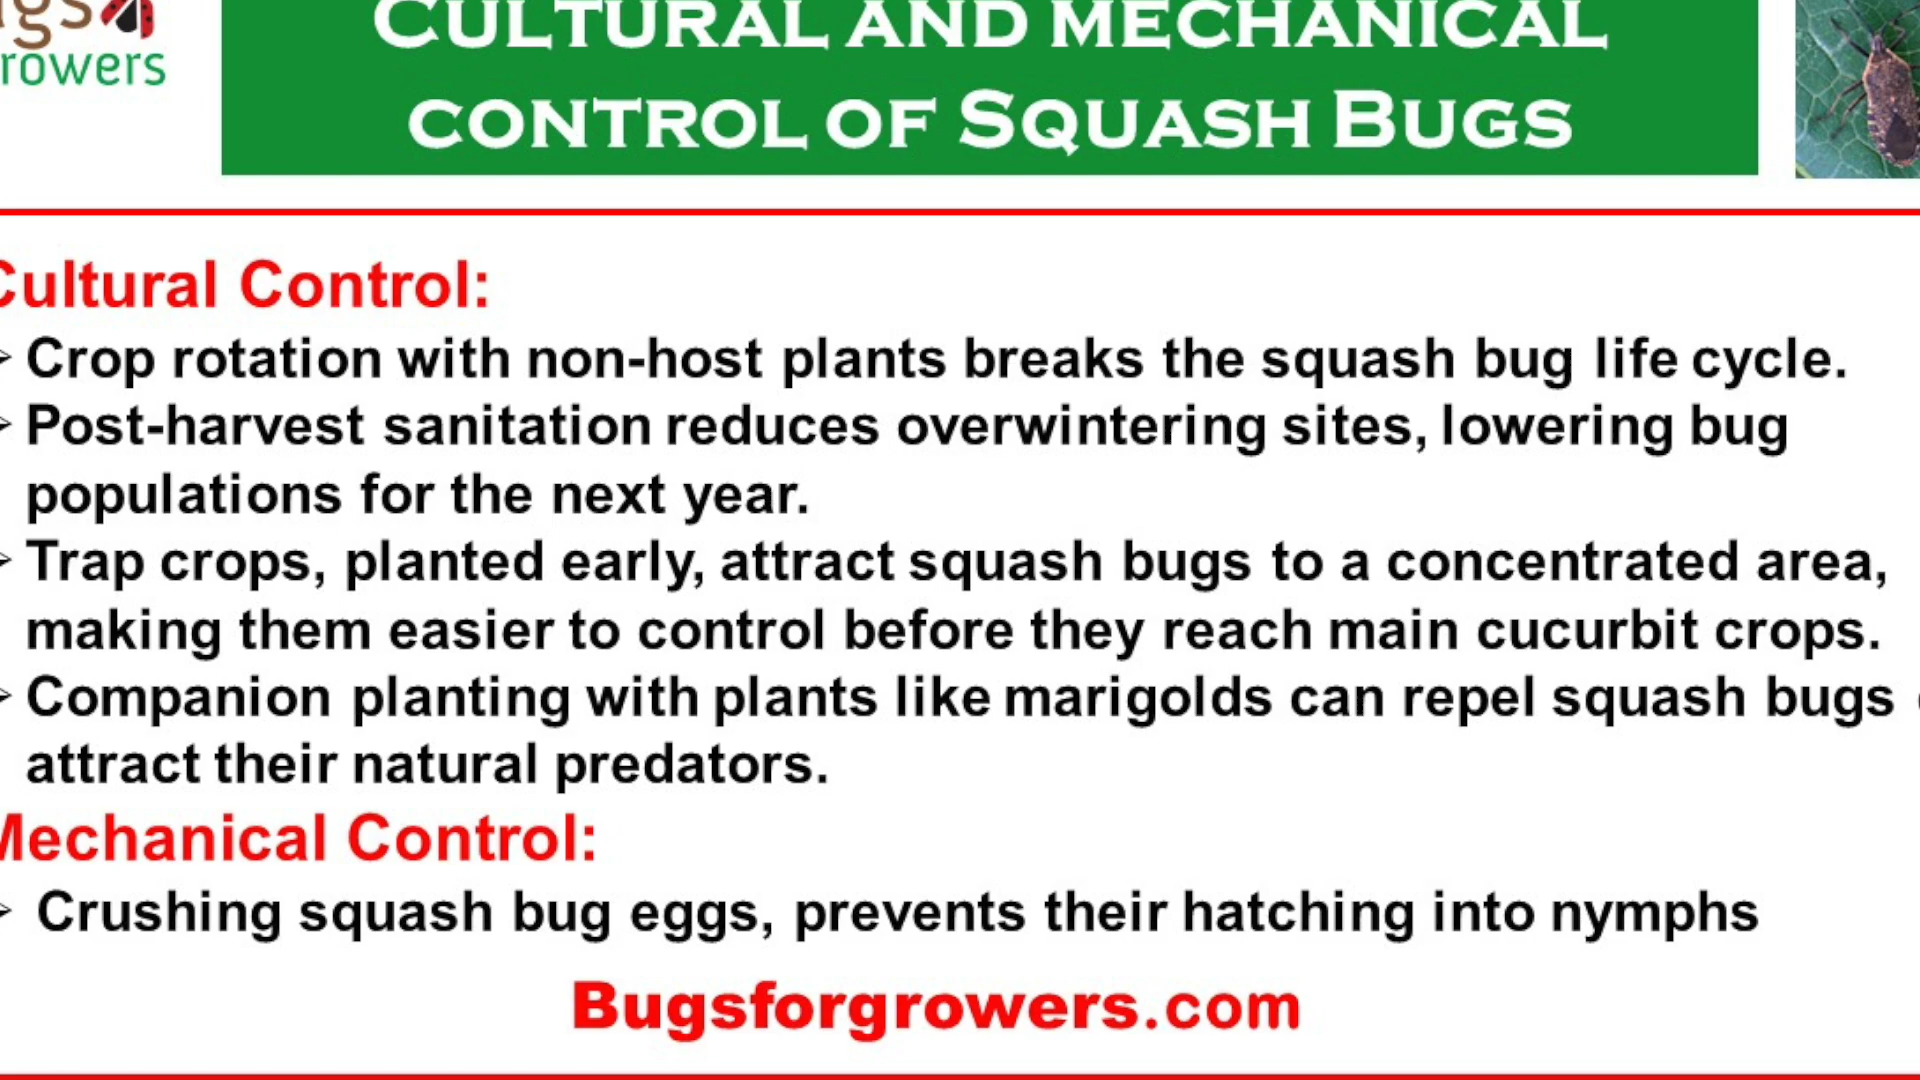 CULTURAL AND MECHANICAL
CONTROL OF SQUASH BUGS
rowers
Cultural Control:
➢ Crop rotation with non-host plants breaks the squash bug life cycle.
➢ Post-harvest sanitation reduces overwintering sites, lowering bug
populations for the next year.
➢ Trap crops, planted early, attract squash bugs to a concentrated area,
making them easier to control before they reach main cucurbit crops.
➢ Companion planting with plants like marigolds can repel squash bugs
attract their natural predators.
Mechanical Control:
➢ Crushing squash bug eggs, prevents their hatching into nymphs
Bugsforgrowers.com